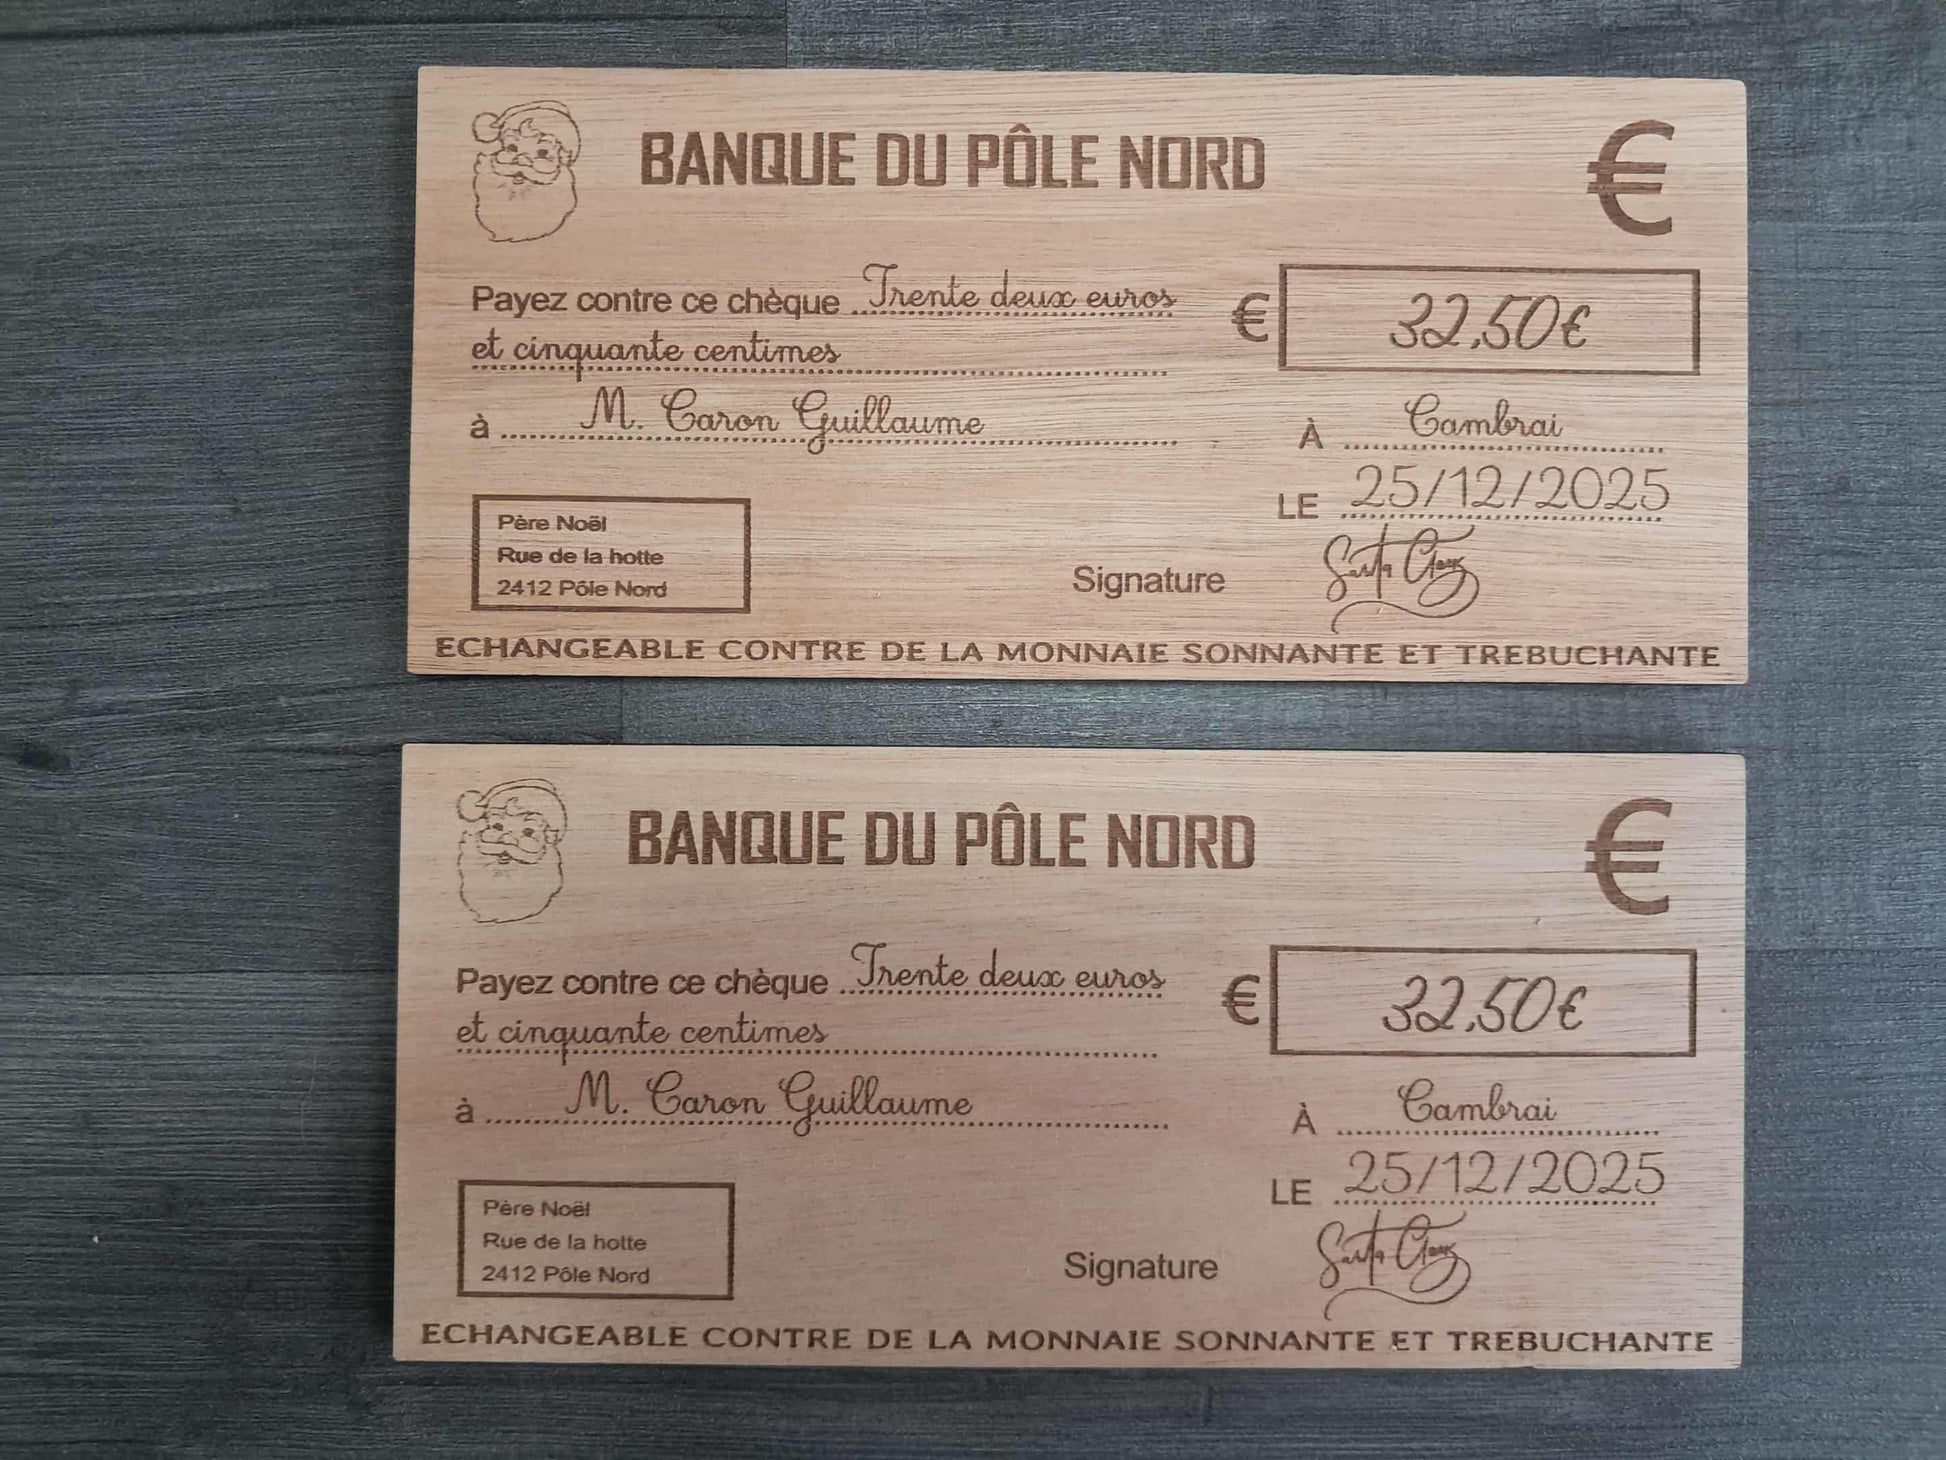 BANQUE DU PÔLE NORD €
Payez contre ce chèque Trente deux euros
et cinquante centimes
€ 32,50€
à M. Caron Guillaume
À Cambrai
LE 25/12/2025
Père Noël
Rue de la hotte
2412 Pôle Nord
Signature Santa Claus
ECHANGEABLE CONTRE DE LA MONNAIE SONNANTE ET TREBUCHANTE
BANQUE DU PÔLE NORD €
Payez contre ce chèque Trente deux euros
et cinquante centimes
€ 32,50€
à M. Caron Guillaume
À Cambrai
LE 25/12/2025
Père Noël
Rue de la hotte
2412 Pôle Nord
Signature Santa Claus
ECHANGEABLE CONTRE DE LA MONNAIE SONNANTE ET TREBUCHANTE